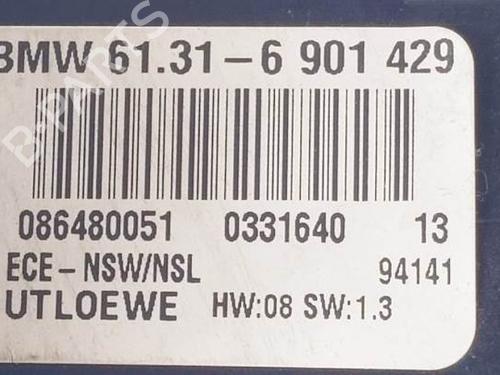 BMW 61.31-6 901 429
B-PARTS
086480051 0331640 13
ECE-NSW/NSL 94141
UTLOEWE HW:08 SW:1.3